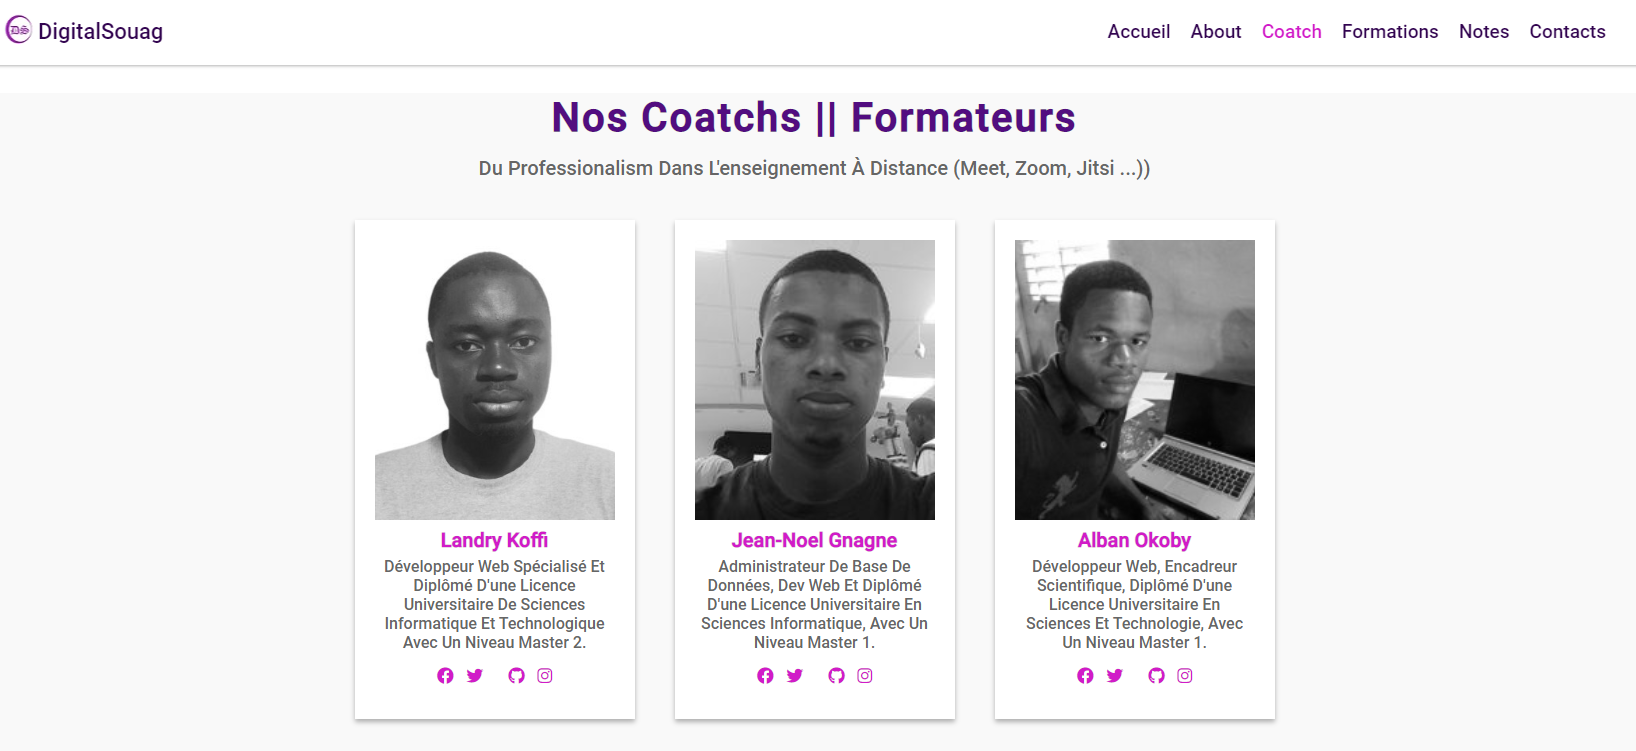 DS DigitalSouag
Accueil About Coatch Formations Notes Contacts
Nos Coatchs || Formateurs
Du Professionalism Dans L'enseignement À Distance (Meet, Zoom, Jitsi ...))
Landry Koffi
Développeur Web Spécialisé Et
Diplômé D'une Licence
Universitaire De Sciences
Informatique Et Technologique
Avec Un Niveau Master 2.
Jean-Noel Gnagne
Administrateur De Base De
Données, Dev Web Et Diplômé
D'une Licence Universitaire En
Sciences Informatique, Avec Un
Niveau Master 1.
Alban Okoby
Développeur Web, Encadreur
Scientifique, Diplômé D'une
Licence Universitaire En
Sciences Et Technologie, Avec
Un Niveau Master 1.